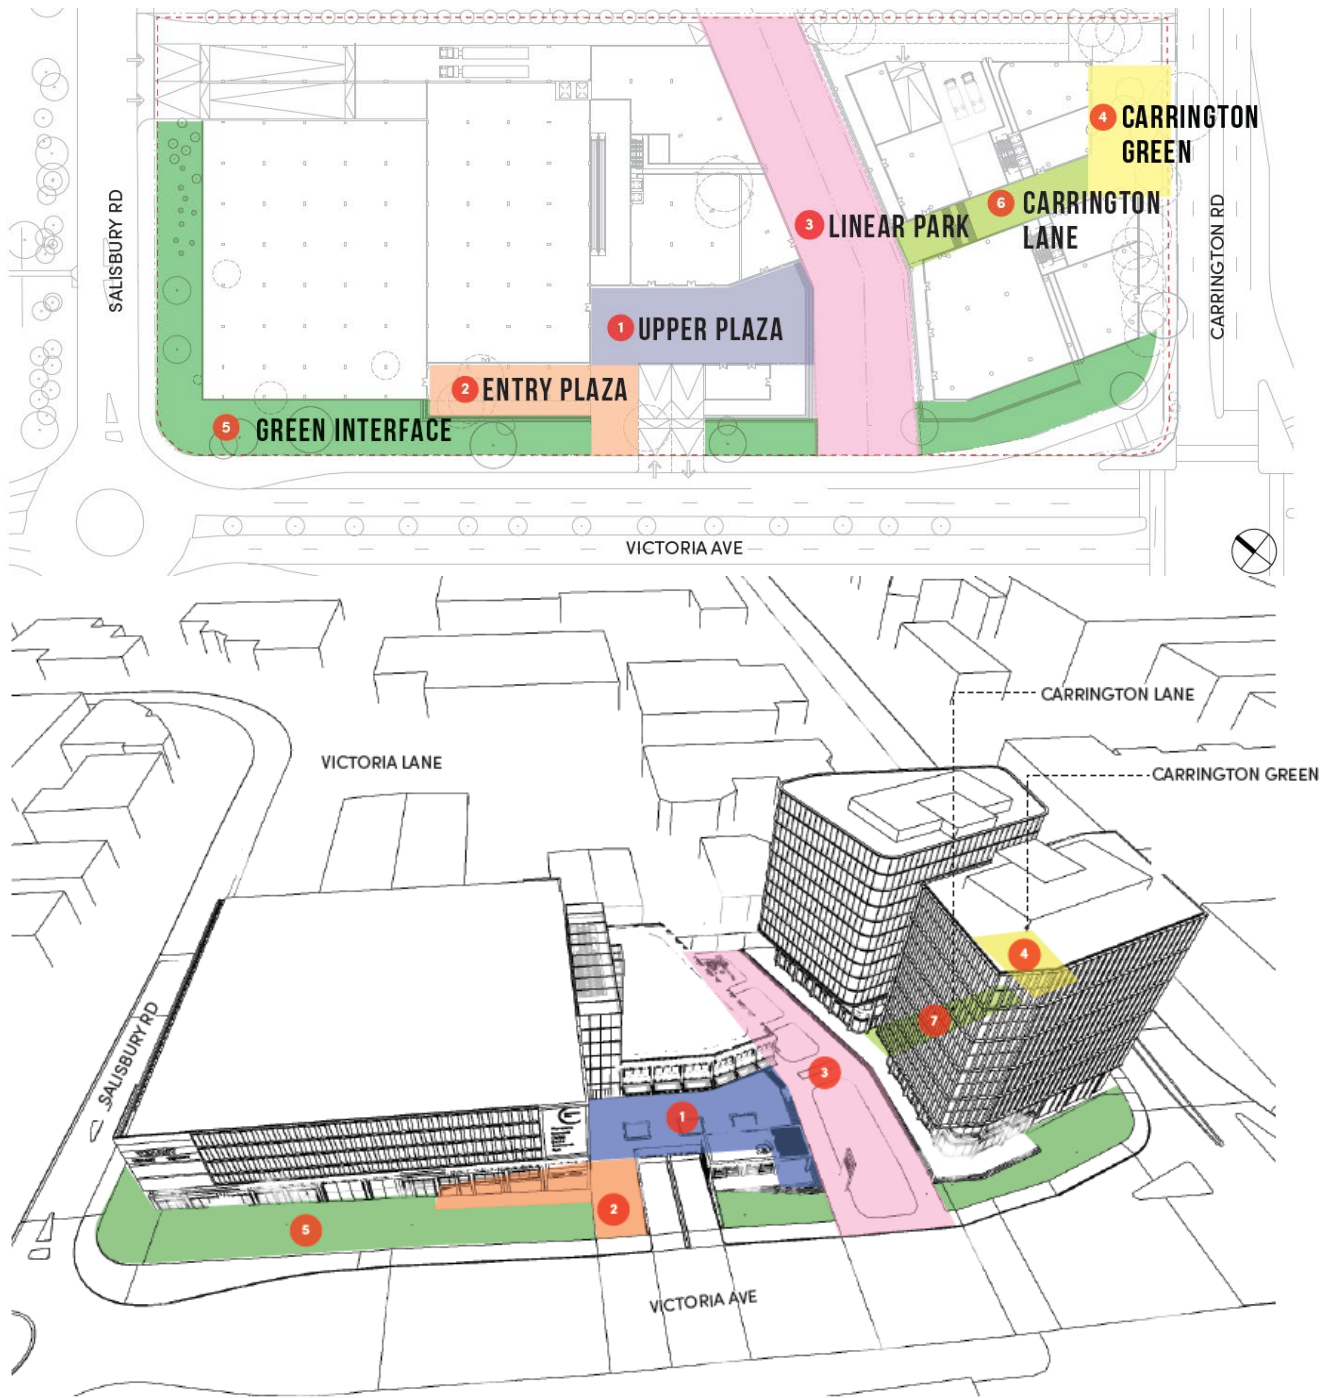 4 CARRINGTON
GREEN
6 CARRINGTON
LANE
3 LINEAR PARK
SALISBURY RD
CARRINGTON RD
1 UPPER PLAZA
2 ENTRY PLAZA
5 GREEN INTERFACE
VICTORIA AVE
CARRINGTON LANE
VICTORIA LANE
CARRINGTON GREEN
4
7
SALISBURY RD
3
1
2
5
VICTORIA AVE